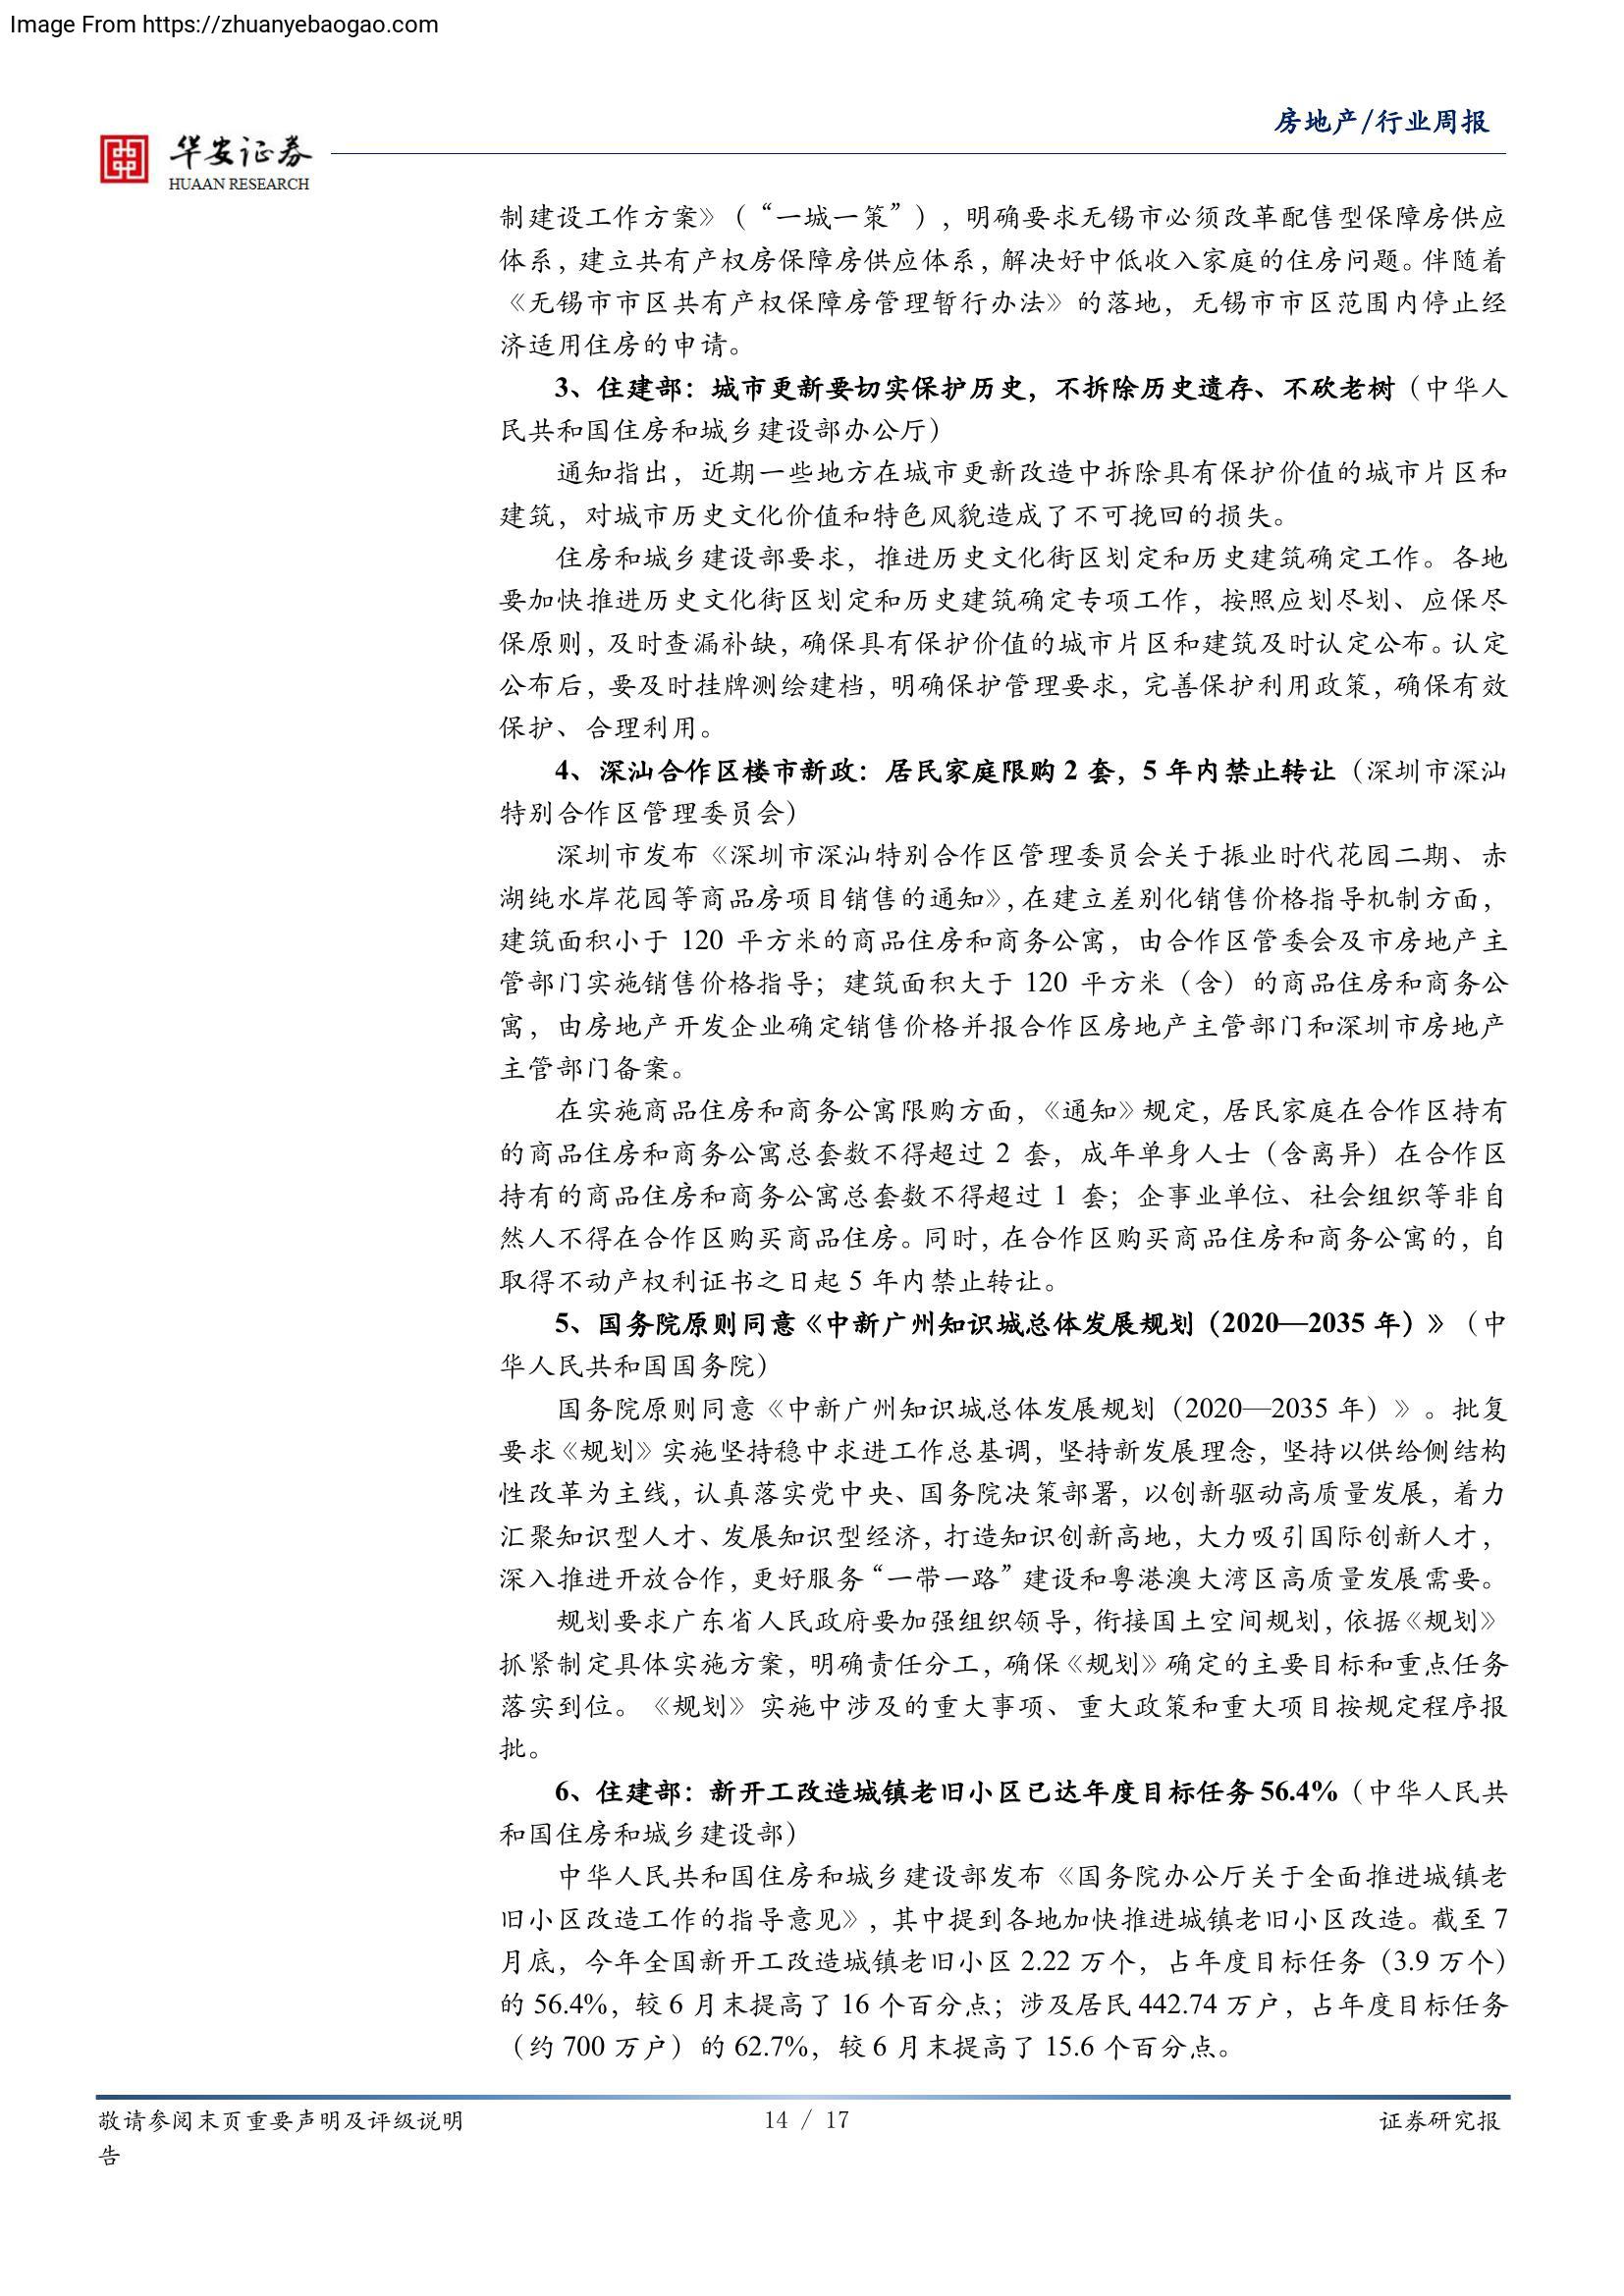 Image From https://zhuanyebaogao.com
房地产/行业周报
华安证券
HUAAN RESEARCH
制建设工作方案》（“一城一策”），明确要求无锡市必须改革配售型保障房供应
体系，建立共有产权房保障房供应体系，解决好中低收入家庭的住房问题。伴随着
《无锡市市区共有产权保障房管理暂行办法》的落地，无锡市市区范围内停止经
济适用住房的申请。
3、住建部：城市更新要切实保护历史，不拆除历史遗存、不砍老树（中华人
民共和国住房和城乡建设部办公厅）
通知指出，近期一些地方在城市更新改造中拆除具有保护价值的城市片区和
建筑，对城市历史文化价值和特色风貌造成了不可挽回的损失。
住房和城乡建设部要求，推进历史文化街区划定和历史建筑确定工作。各地
要加快推进历史文化街区划定和历史建筑确定专项工作，按照应划尽划、应保尽
保原则，及时查漏补缺，确保具有保护价值的城市片区和建筑及时认定公布。认定
公布后，要及时挂牌测绘建档，明确保护管理要求，完善保护利用政策，确保有效
保护、合理利用。
4、深汕合作区楼市新政：居民家庭限购 2 套，5 年内禁止转让（深圳市深汕
特别合作区管理委员会）
深圳市发布《深圳市深汕特别合作区管理委员会关于振业时代花园二期、赤
湖纯水岸花园等商品房项目销售的通知》，在建立差别化销售价格指导机制方面，
建筑面积小于 120 平方米的商品住房和商务公寓，由合作区管委会及市房地产主
管部门实施销售价格指导；建筑面积大于 120 平方米（含）的商品住房和商务公
寓，由房地产开发企业确定销售价格并报合作区房地产主管部门和深圳市房地产
主管部门备案。
在实施商品住房和商务公寓限购方面，《通知》规定，居民家庭在合作区持有
的商品住房和商务公寓总套数不得超过 2 套，成年单身人士（含离异）在合作区
持有的商品住房和商务公寓总套数不得超过 1 套；企事业单位、社会组织等非自
然人不得在合作区购买商品住房。同时，在合作区购买商品住房和商务公寓的，自
取得不动产权利证书之日起 5 年内禁止转让。
5、国务院原则同意《中新广州知识城总体发展规划（2020—2035 年）》（中
华人民共和国国务院）
国务院原则同意《中新广州知识城总体发展规划（2020—2035 年）》。批复
要求《规划》实施坚持稳中求进工作总基调，坚持新发展理念，坚持以供给侧结构
性改革为主线，认真落实党中央、国务院决策部署，以创新驱动高质量发展，着力
汇聚知识型人才、发展知识型经济，打造知识创新高地，大力吸引国际创新人才，
深入推进开放合作，更好服务“一带一路”建设和粤港澳大湾区高质量发展需要。
规划要求广东省人民政府要加强组织领导，衔接国土空间规划，依据《规划》
抓紧制定具体实施方案，明确责任分工，确保《规划》确定的主要目标和重点任务
落实到位。《规划》实施中涉及的重大事项、重大政策和重大项目按规定程序报
批。
6、住建部：新开工改造城镇老旧小区已达年度目标任务 56.4%（中华人民共
和国住房和城乡建设部）
中华人民共和国住房和城乡建设部发布《国务院办公厅关于全面推进城镇老
旧小区改造工作的指导意见》，其中提到各地加快推进城镇老旧小区改造。截至 7
月底，今年全国新开工改造城镇老旧小区 2.22 万个，占年度目标任务（3.9 万个）
的 56.4%，较 6 月末提高了 16 个百分点；涉及居民 442.74 万户，占年度目标任务
（约 700 万户）的 62.7%，较 6 月末提高了 15.6 个百分点。
敬请参阅末页重要声明及评级说明 14 / 17 证券研究报
告